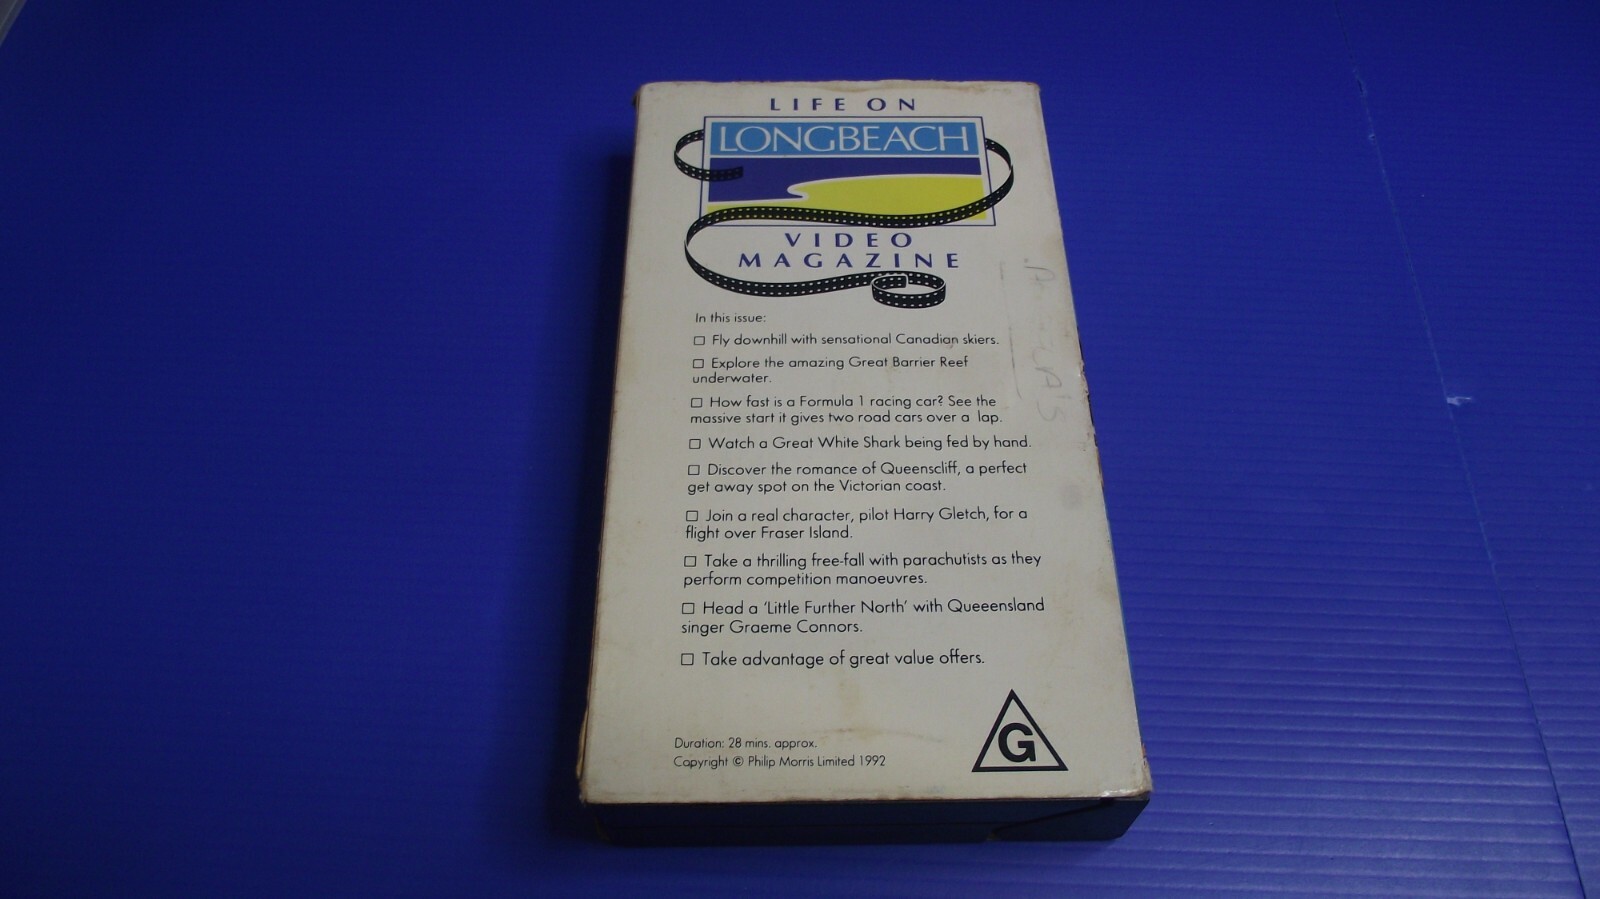 LIFE ON
LONGBEACH
VIDEO
MAGAZINE
In this issue:
☐ Fly downhill with sensational Canadian skiers.
☐ Explore the amazing Great Barrier Reef
underwater.
☐ How fast is a Formula 1 racing car? See the
massive start it gives two road cars over a lap.
☐ Watch a Great White Shark being fed by hand.
☐ Discover the romance of Queenscliff, a perfect
get away spot on the Victorian coast.
☐ Join a real character, pilot Harry Gletch, for a
flight over Fraser Island.
☐ Take a thrilling free-fall with parachutists as they
perform competition manoeuvres.
☐ Head a 'Little Further North' with Queeensland
singer Graeme Connors.
☐ Take advantage of great value offers.
Duration: 28 mins. approx.
Copyright © Philip Morris Limited 1992
G